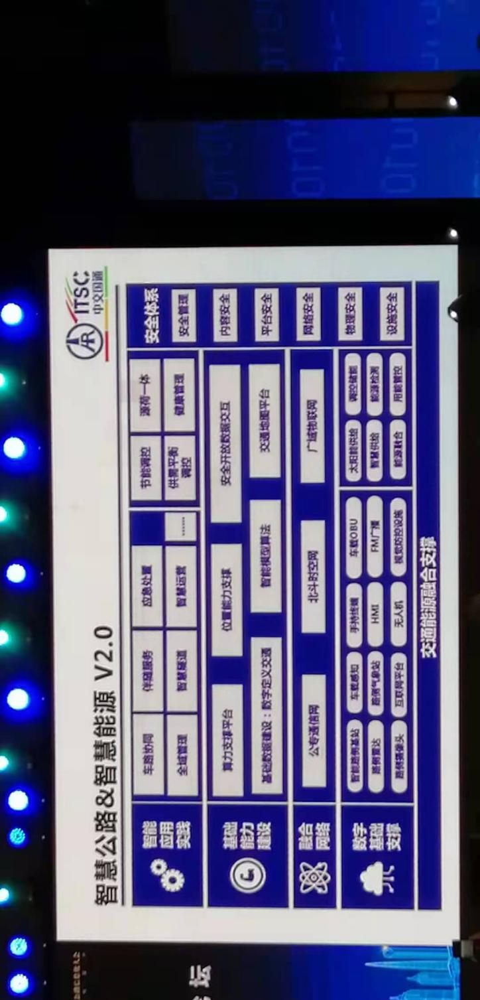 智慧公路&智慧能源 V2.0
ITSC
中交国通
智能
应用
实践
车路协同
伴随服务
应急处置
节能调控
源荷一体
全域管理
智慧隧道
智慧运营
……
供需平衡
调控
健康管理
基础
能力
建设
算力支撑平台
位置能力支撑
安全开放数据交互
基础数据建设：数字定义交通
智能模型算法
交通地图平台
融合
网络
公专通信网
北斗时空网
广域物联网
数字
基础
支撑
智能路侧基站
车载感知
手持终端
车载OBU
太阳能供给
调控储能
路侧雷达
路侧气象站
HMI
FM广播
智慧供给
能源检测
路侧摄像头
互联网平台
无人机
视觉防控设施
能源融合
用能管控
安全体系
安全管理
内容安全
平台安全
网络安全
物理安全
设施安全
交通能源融合支撑
坛